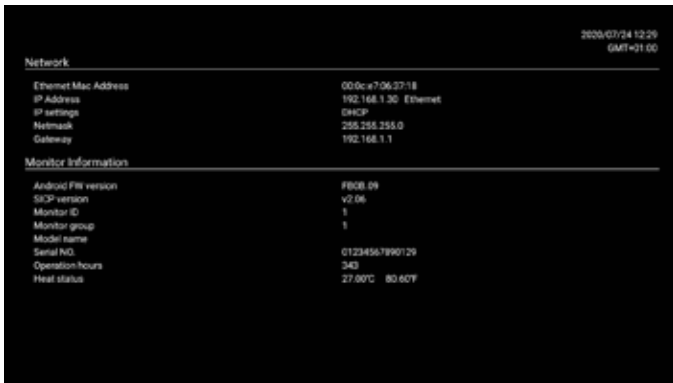 2020/07/24 12:29
GMT+01:00
Network
Ethernet Mac Address 00:0c:e7:06:37:18
IP Address 192.168.1.30 Ethernet
IP settings DHCP
Netmask 255.255.255.0
Gateway 192.168.1.1
Monitor Information
Android FW version FB0B.09
SICP version v2.06
Monitor ID 1
Monitor group 1
Model name
Serial NO. 01234567890129
Operation hours 343
Heat status 27.00°C 80.60°F